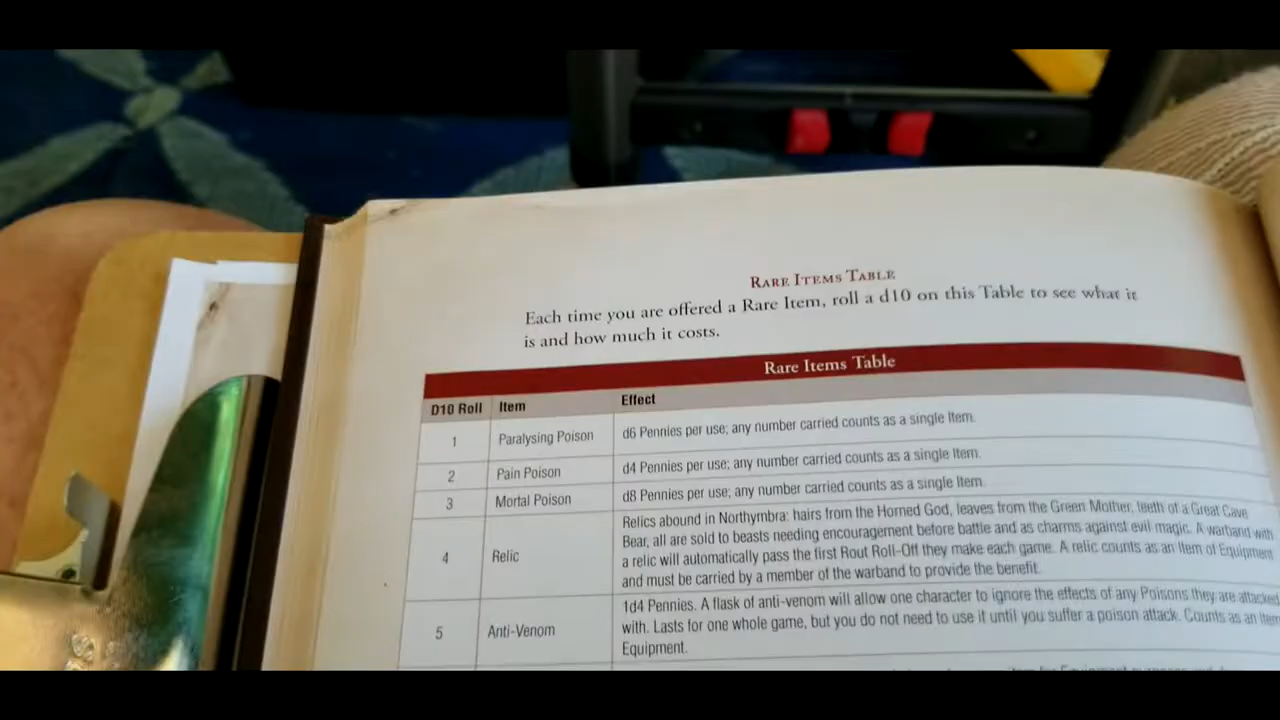 RARE ITEMS TABLE
Each time you are offered a Rare Item, roll a d10 on this Table to see what it
is and how much it costs.
Rare Items Table
D10 Roll Item Effect
1 Paralysing Poison d6 Pennies per use; any number carried counts as a single Item.
2 Pain Poison d4 Pennies per use; any number carried counts as a single Item.
3 Mortal Poison d8 Pennies per use; any number carried counts as a single Item.
4 Relic
Relics abound in Northymbra: hairs from the Horned God, leaves from the Green Mother, teeth of a Great Cave
Bear, all are sold to beasts needing encouragement before battle and as charms against evil magic. A warband with
a relic will automatically pass the first Rout Roll-Off they make each game. A relic counts as an Item of Equipment
and must be carried by a member of the warband to provide the benefit.
5 Anti-Venom
1d4 Pennies. A flask of anti-venom will allow one character to ignore the effects of any Poisons they are attacked
with. Lasts for one whole game, but you do not need to use it until you suffer a poison attack. Counts as an Item
Equipment.